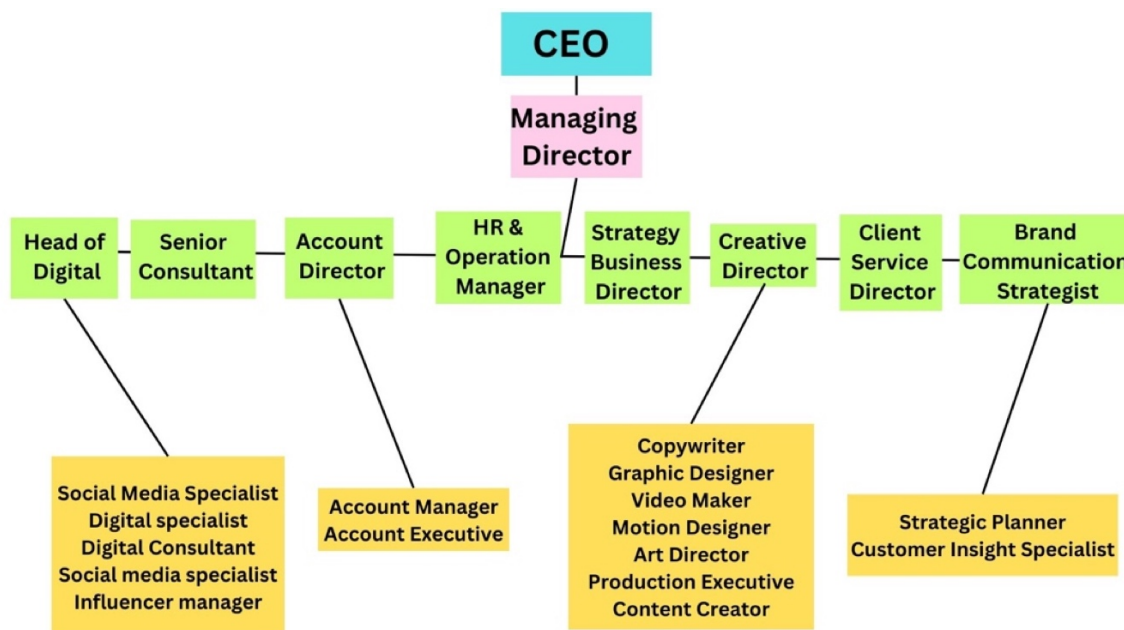 CEO
Managing
Director
Head of
Digital
Senior
Consultant
Account
Director
HR &
Operation
Manager
Strategy
Business
Director
Creative
Director
Client
Service
Director
Brand
Communication
Strategist
Social Media Specialist
Digital specialist
Digital Consultant
Social media specialist
Influencer manager
Account Manager
Account Executive
Copywriter
Graphic Designer
Video Maker
Motion Designer
Art Director
Production Executive
Content Creator
Strategic Planner
Customer Insight Specialist